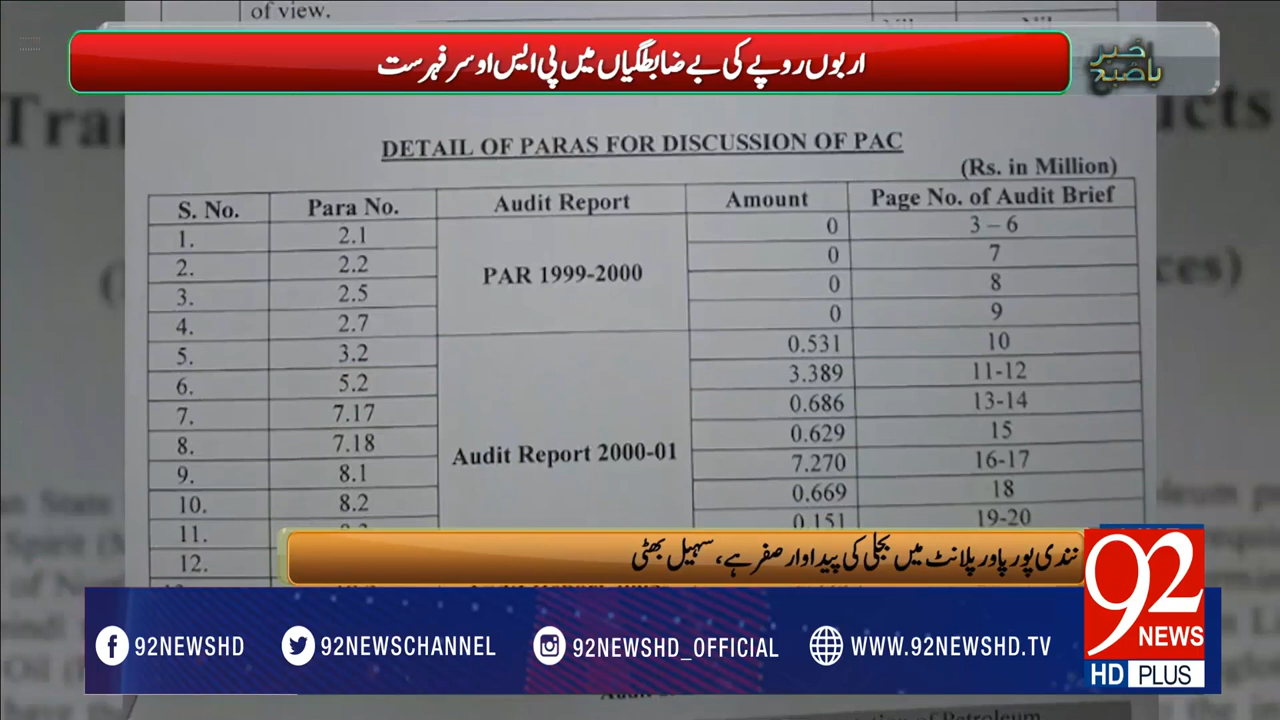 of view.
اربوں روپے کی بے ضابطگیاں میں پی ایس او سرفہرست
خبر باضبہ
DETAIL OF PARAS FOR DISCUSSION OF PAC
(Rs. in Million)
S. No. Para No. Audit Report Amount Page No. of Audit Brief
1. 2.1 0 3 – 6
2. 2.2 PAR 1999-2000 0 7
3. 2.5 0 8
4. 2.7 0 9
5. 3.2 0.531 10
6. 5.2 3.389 11-12
7. 7.17 0.686 13-14
8. 7.18 0.629 15
9. 8.1 Audit Report 2000-01 7.270 16-17
10. 8.2 0.669 18
11. 0.151 19-20
12.
نندی پور پاور پلانٹ میں بجلی کی پیداوار صفر ہے، سہیل بھٹی
92 NEWS
HD PLUS
92NEWSHD 92NEWSCHANNEL 92NEWSHD_OFFICIAL WWW.92NEWSHD.TV